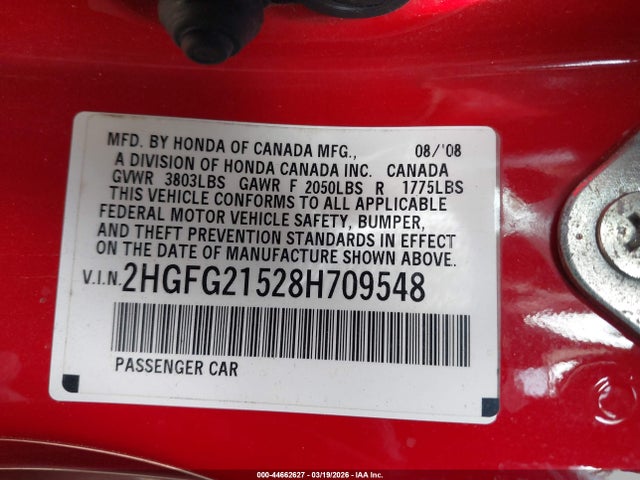 MFD. BY HONDA OF CANADA MFG., 08/'08
A DIVISION OF HONDA CANADA INC. CANADA
GVWR 3803LBS GAWR F 2050LBS R 1775LBS
THIS VEHICLE CONFORMS TO ALL APPLICABLE
FEDERAL MOTOR VEHICLE SAFETY, BUMPER,
AND THEFT PREVENTION STANDARDS IN EFFECT
ON THE DATE OF MANUFACTURE SHOWN ABOVE.
V.I.N. 2HGFG21528H709548
PASSENGER CAR
000-44662627 - 03/19/2026 - IAA Inc.